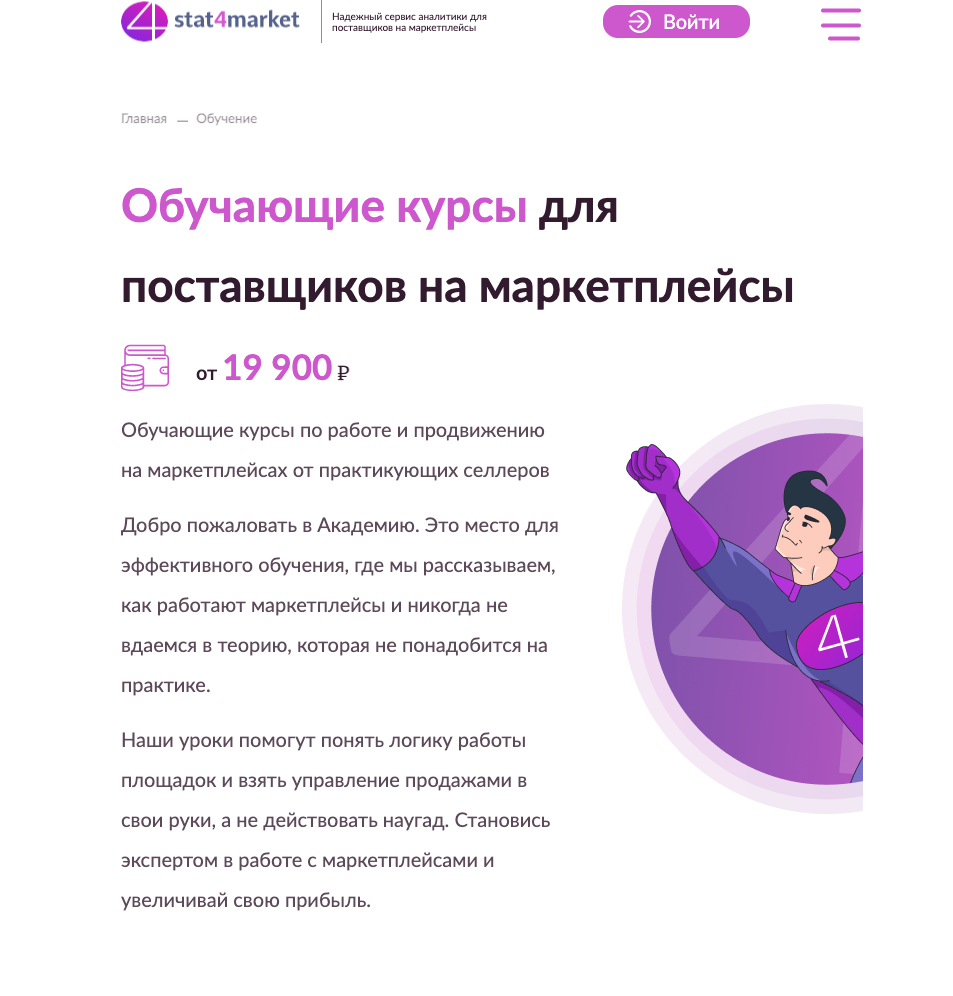 stat4market
Надежный сервис аналитики для
поставщиков на маркетплейсы
Войти
Главная — Обучение
Обучающие курсы для
поставщиков на маркетплейсы
от 19 900 ₽
Обучающие курсы по работе и продвижению
на маркетплейсах от практикующих селлеров
Добро пожаловать в Академию. Это место для
эффективного обучения, где мы рассказываем,
как работают маркетплейсы и никогда не
вдаемся в теорию, которая не понадобится на
практике.
4
Наши уроки помогут понять логику работы
площадок и взять управление продажами в
свои руки, а не действовать наугад. Становись
экспертом в работе с маркетплейсами и
увеличивай свою прибыль.